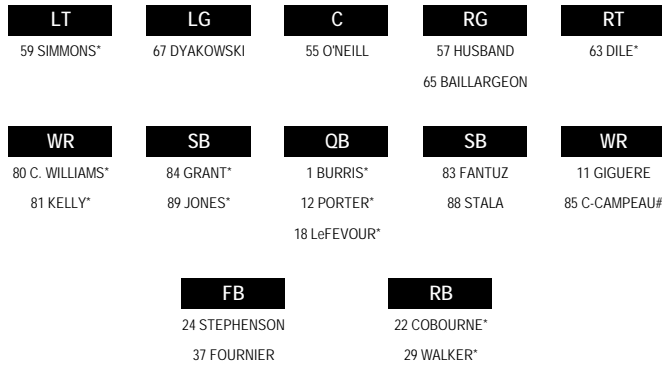 LT LG C RG RT
59 SIMMONS* 67 DYAKOWSKI 55 O'NEILL 57 HUSBAND 63 DILE*
65 BAILLARGEON
WR SB QB SB WR
80 C. WILLIAMS* 84 GRANT* 1 BURRIS* 83 FANTUZ 11 GIGUERE
81 KELLY* 89 JONES* 12 PORTER* 88 STALA 85 C-CAMPEAU#
18 LeFEVOUR*
FB RB
24 STEPHENSON 22 COBOURNE*
37 FOURNIER 29 WALKER*